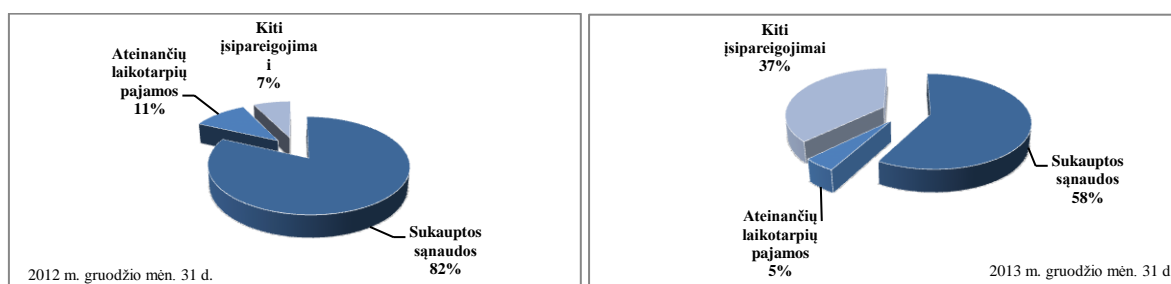 Kiti
įsipareigojima
i
7%
Ateinančių
laikotarpių
pajamos
11%
Sukauptos
sąnaudos
82%
2012 m. gruodžio mėn. 31 d.
Kiti
įsipareigojimai
37%
Sukauptos
sąnaudos
58%
Ateinančių
laikotarpių
pajamos
5%
2013 m. gruodžio mėn. 31 d